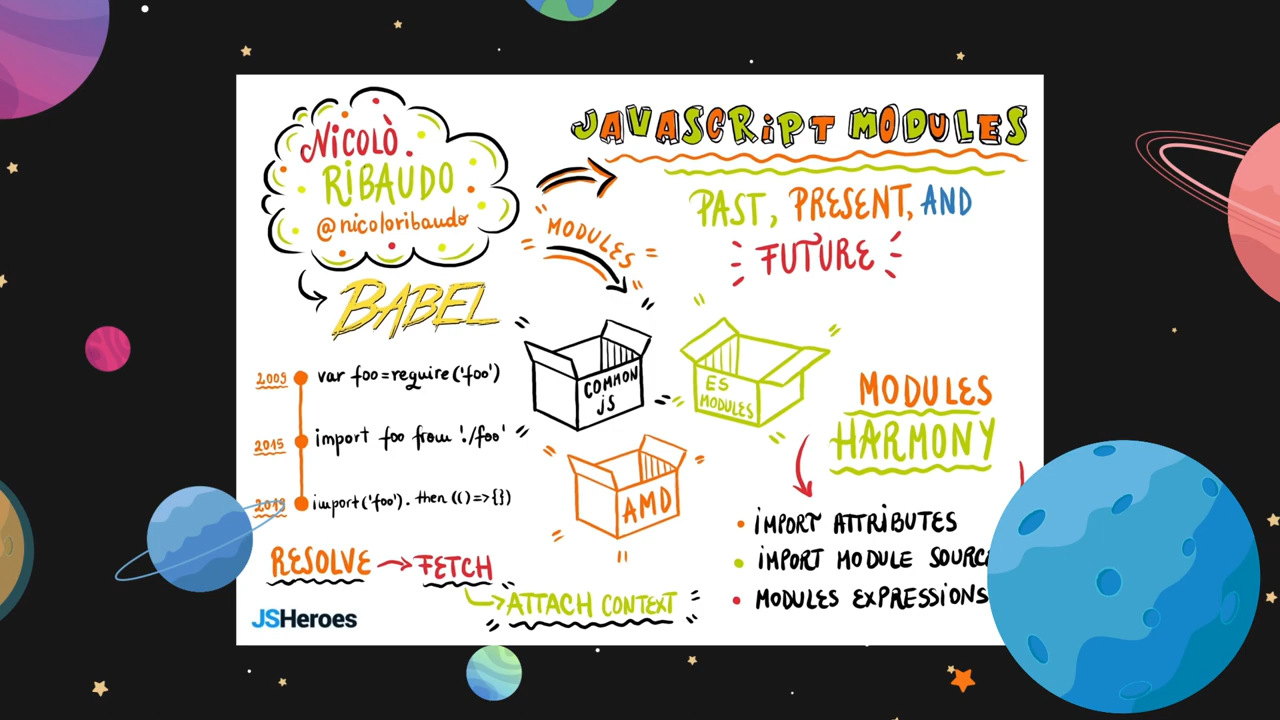 NICOLÒ.
RIBAUDO
@nicoloribaudo
JAVASCRIPT MODULES
PAST, PRESENT, AND
FUTURE
MODULES
BABEL
2009 var foo=require('foo')
2015 import foo from './foo'
2019 import('foo').then(()=>{})
COMMON
JS
ES
MODULES
AMD
MODULES
HARMONY
• IMPORT ATTRIBUTES
• IMPORT MODULE
• MODULES EXPRESSIONS
RESOLVE → FETCH
ATTACH CONTEXT
JSHeroes